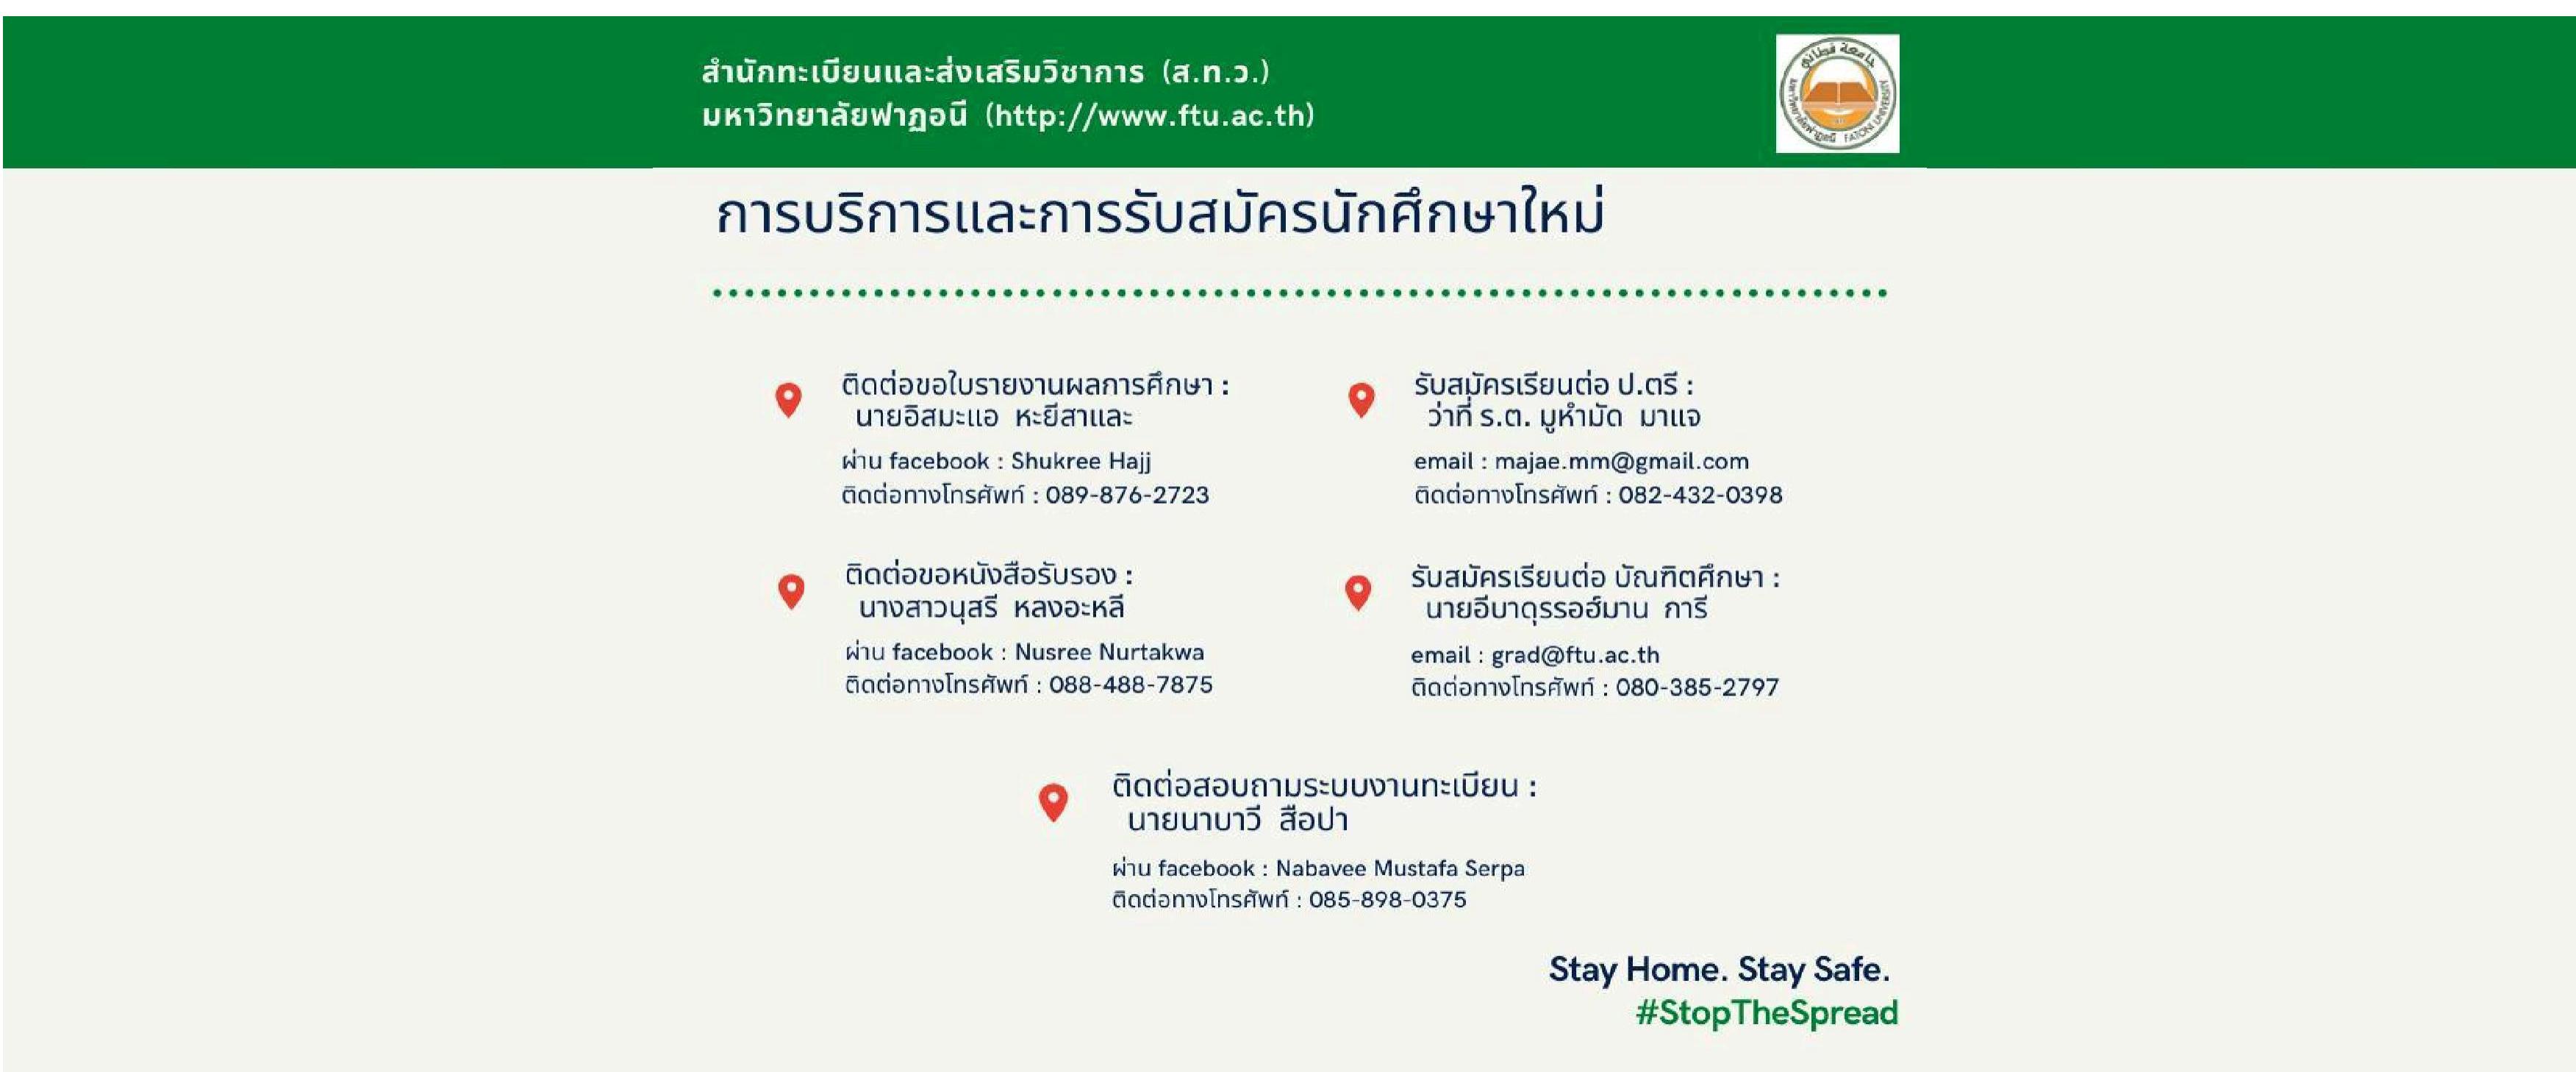 สำนักทะเบียนและส่งเสริมวิชาการ (ส.ท.ว.)
มหาวิทยาลัยฟาฏอนี (http://www.ftu.ac.th)
جامعة فطاني
มหาวิทยาลัยฟาฏอนี FATONI UNIVERSITY
การบริการและการรับสมัครนักศึกษาใหม่
ติดต่อขอใบรายงานผลการศึกษา :
นายอิสมะแอ หะยีสาและ
ผ่าน facebook : Shukree Hajj
ติดต่อทางโทรศัพท์ : 089-876-2723
รับสมัครเรียนต่อ ป.ตรี :
ว่าที่ ร.ต. มูหำมัด มาแจ
email : majae.mm@gmail.com
ติดต่อทางโทรศัพท์ : 082-432-0398
ติดต่อขอหนังสือรับรอง :
นางสาวนุสรี หลงอะหลี
ผ่าน facebook : Nusree Nurtakwa
ติดต่อทางโทรศัพท์ : 088-488-7875
รับสมัครเรียนต่อ บัณฑิตศึกษา :
นายอีบาดุรรอฮ์มาน การี
email : grad@ftu.ac.th
ติดต่อทางโทรศัพท์ : 080-385-2797
ติดต่อสอบถามระบบงานทะเบียน :
นายนาบาวี สือปา
ผ่าน facebook : Nabavee Mustafa Serpa
ติดต่อทางโทรศัพท์ : 085-898-0375
Stay Home. Stay Safe.
#StopTheSpread